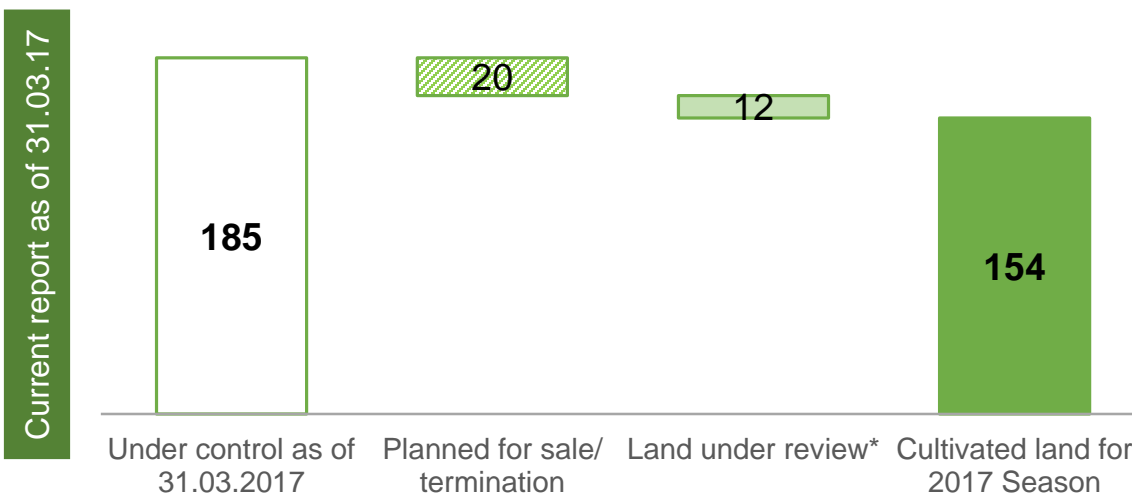 Current report as of 31.03.17
185
20
12
154
Under control as of
31.03.2017
Planned for sale/
termination
Land under review*
Cultivated land for
2017 Season